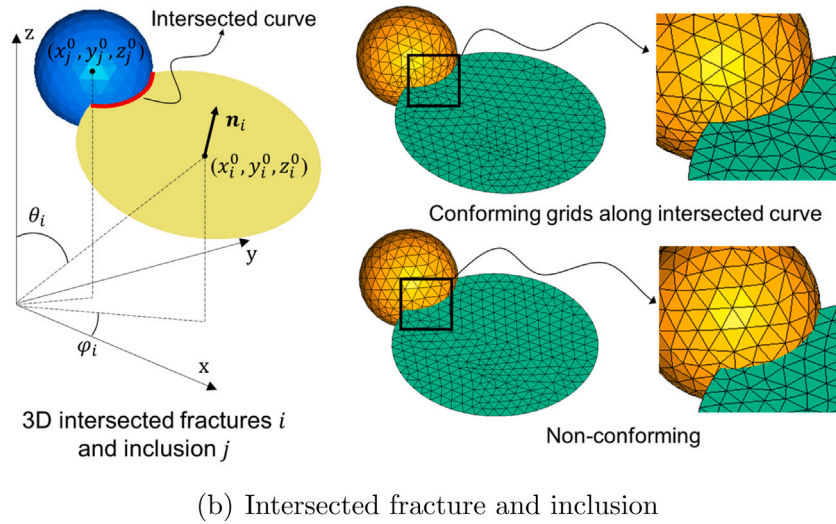 Intersected curve
z
(x_j^0, y_j^0, z_j^0)
n_i
(x_i^0, y_i^0, z_i^0)
θ_i
y
φ_i
x
3D intersected fractures i
and inclusion j
Conforming grids along intersected curve
Non-conforming
(b) Intersected fracture and inclusion